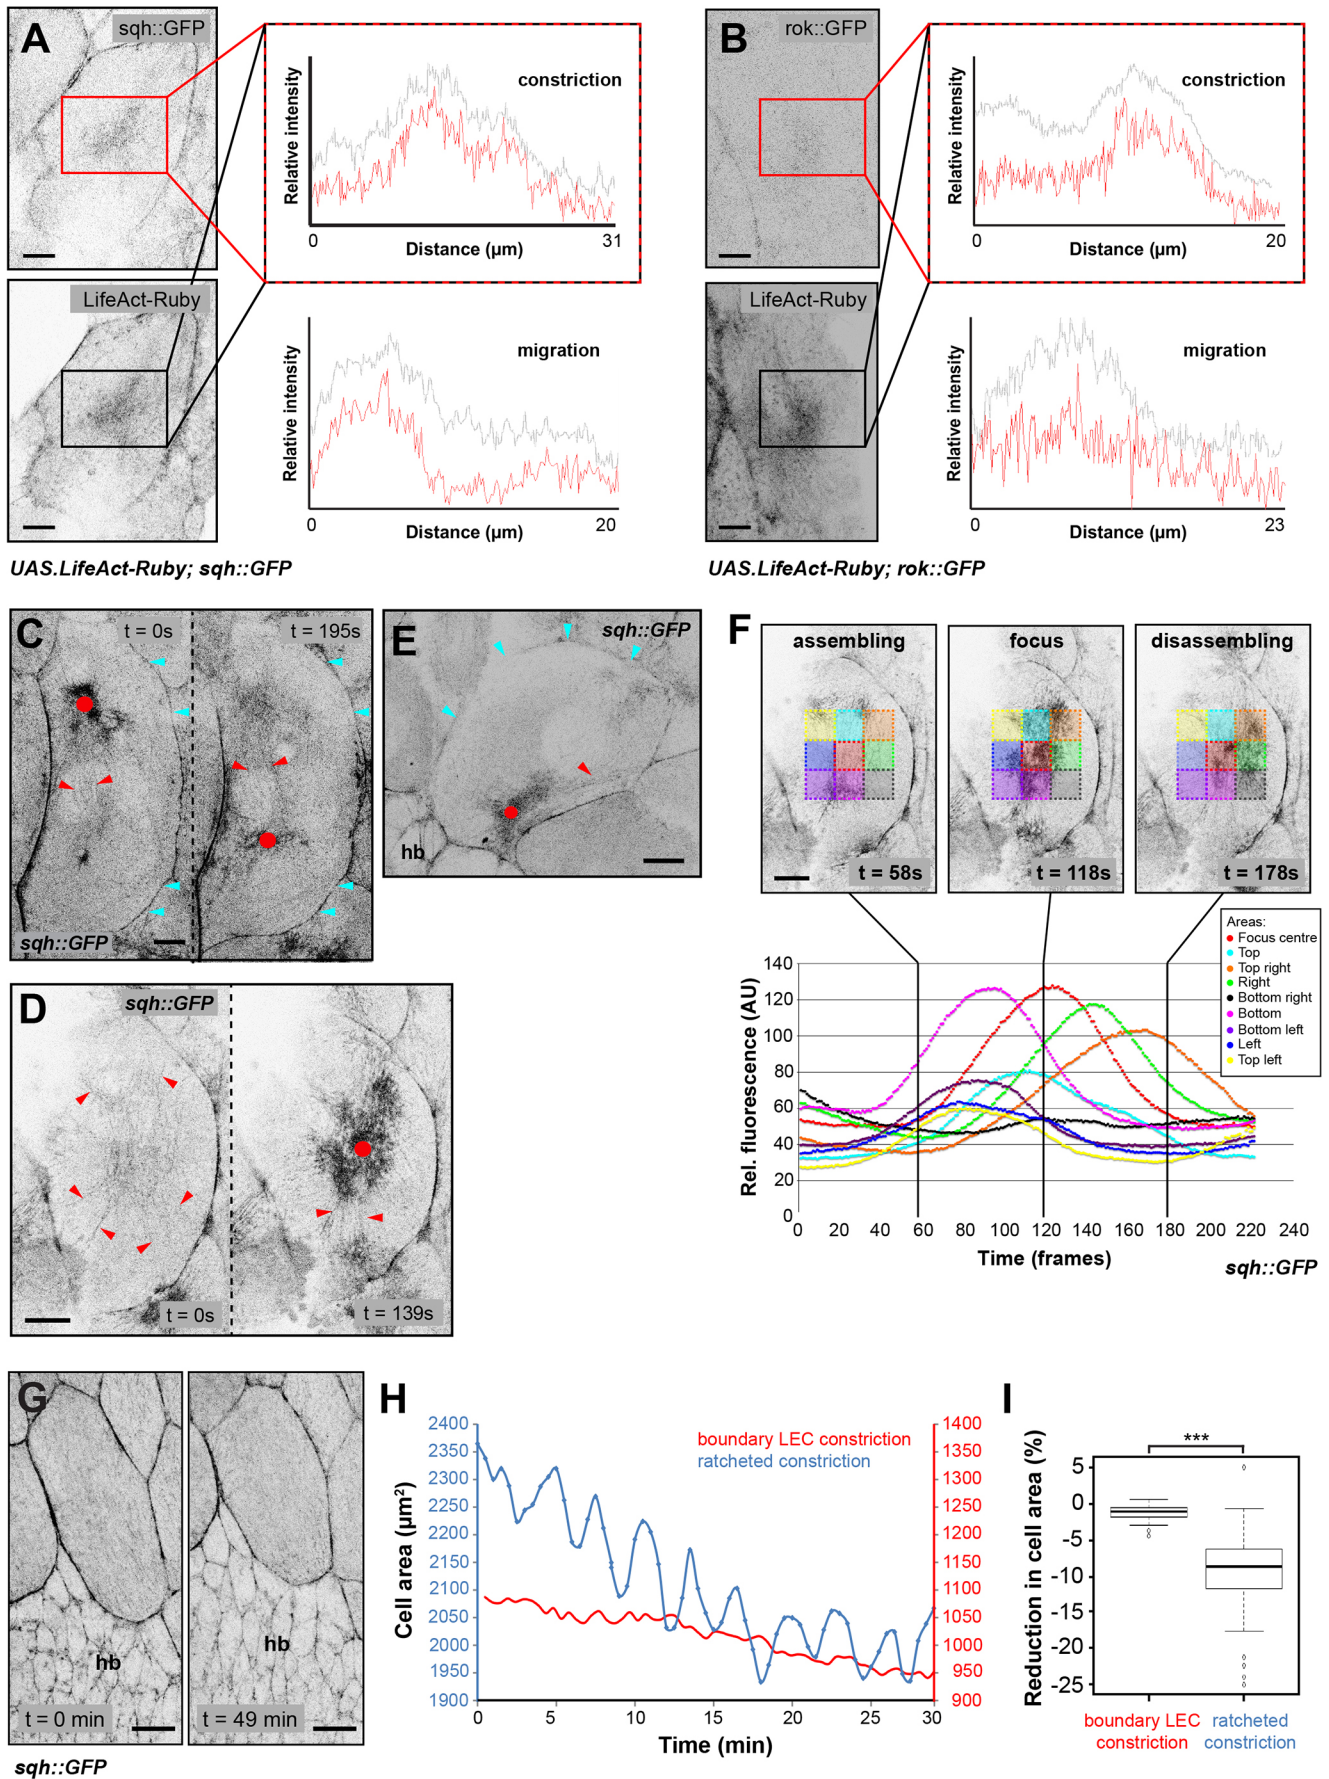 A
sqh::GFP
constriction
Relative intensity
0
31
Distance (µm)
LifeAct-Ruby
migration
Relative intensity
0
20
Distance (µm)
UAS.LifeAct-Ruby; sqh::GFP
B
rok::GFP
constriction
Relative intensity
0
20
Distance (µm)
LifeAct-Ruby
migration
Relative intensity
0
23
Distance (µm)
UAS.LifeAct-Ruby; rok::GFP
C
t = 0s
t = 195s
sqh::GFP
D
sqh::GFP
t = 0s
t = 139s
E
sqh::GFP
hb
F
assembling
focus
disassembling
t = 58s
t = 118s
t = 178s
Areas:
Focus centre
Top
Top right
Right
Bottom right
Bottom
Bottom left
Left
Top left
Rel. fluorescence (AU)
140
120
100
80
60
40
20
0
0 20 40 60 80 100 120 140 160 180 200 220 240
Time (frames)
sqh::GFP
G
hb
t = 0 min
hb
t = 49 min
sqh::GFP
H
boundary LEC constriction
ratcheted constriction
Cell area (µm²)
2400
2350
2300
2250
2200
2150
2100
2050
2000
1950
1900
1400
1350
1300
1250
1200
1150
1100
1050
1000
950
900
0 5 10 15 20 25 30
Time (min)
I
***
Reduction in cell area (%)
5
0
-5
-10
-15
-20
-25
boundary LEC
constriction
ratcheted
constriction